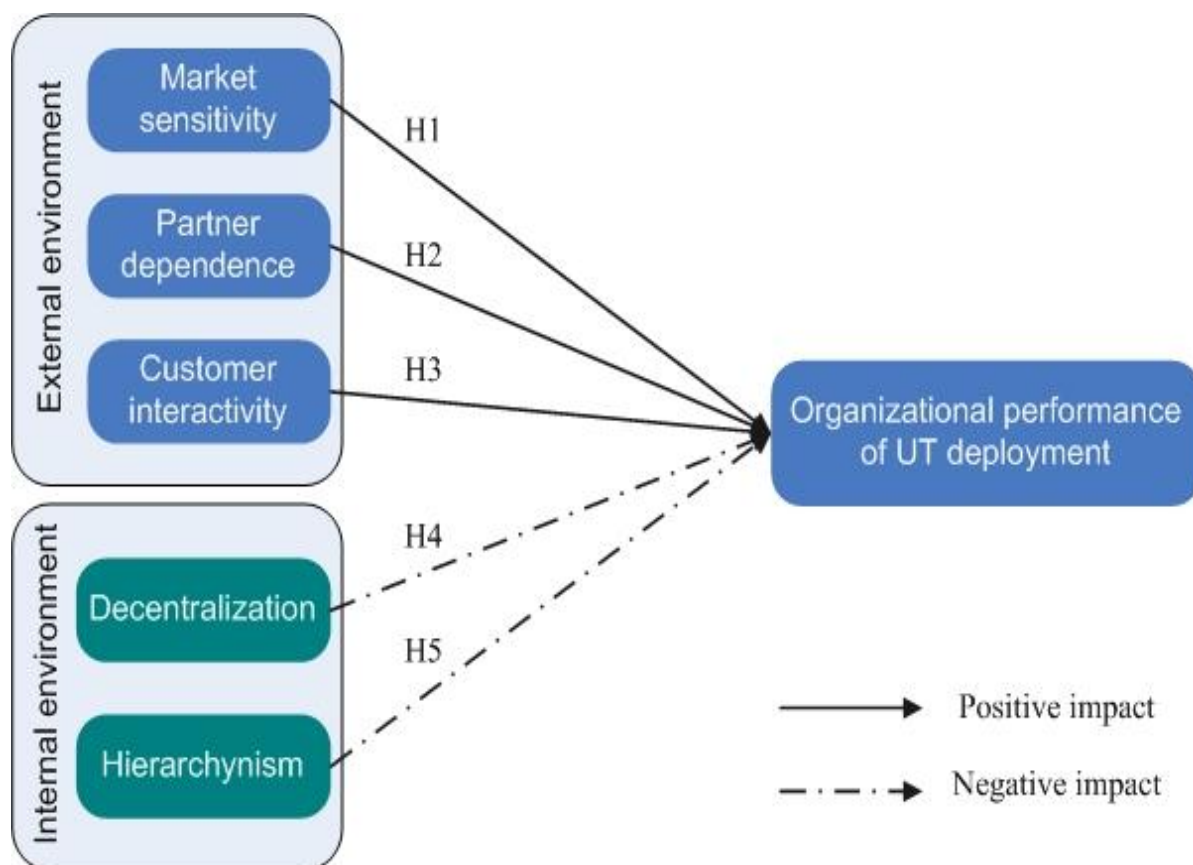 External environment
Market
sensitivity
Partner
dependence
Customer
interactivity
H1
H2
H3
Internal environment
Decentralization
Hierarchynism
H4
H5
Organizational performance
of UT deployment
Positive impact
Negative impact